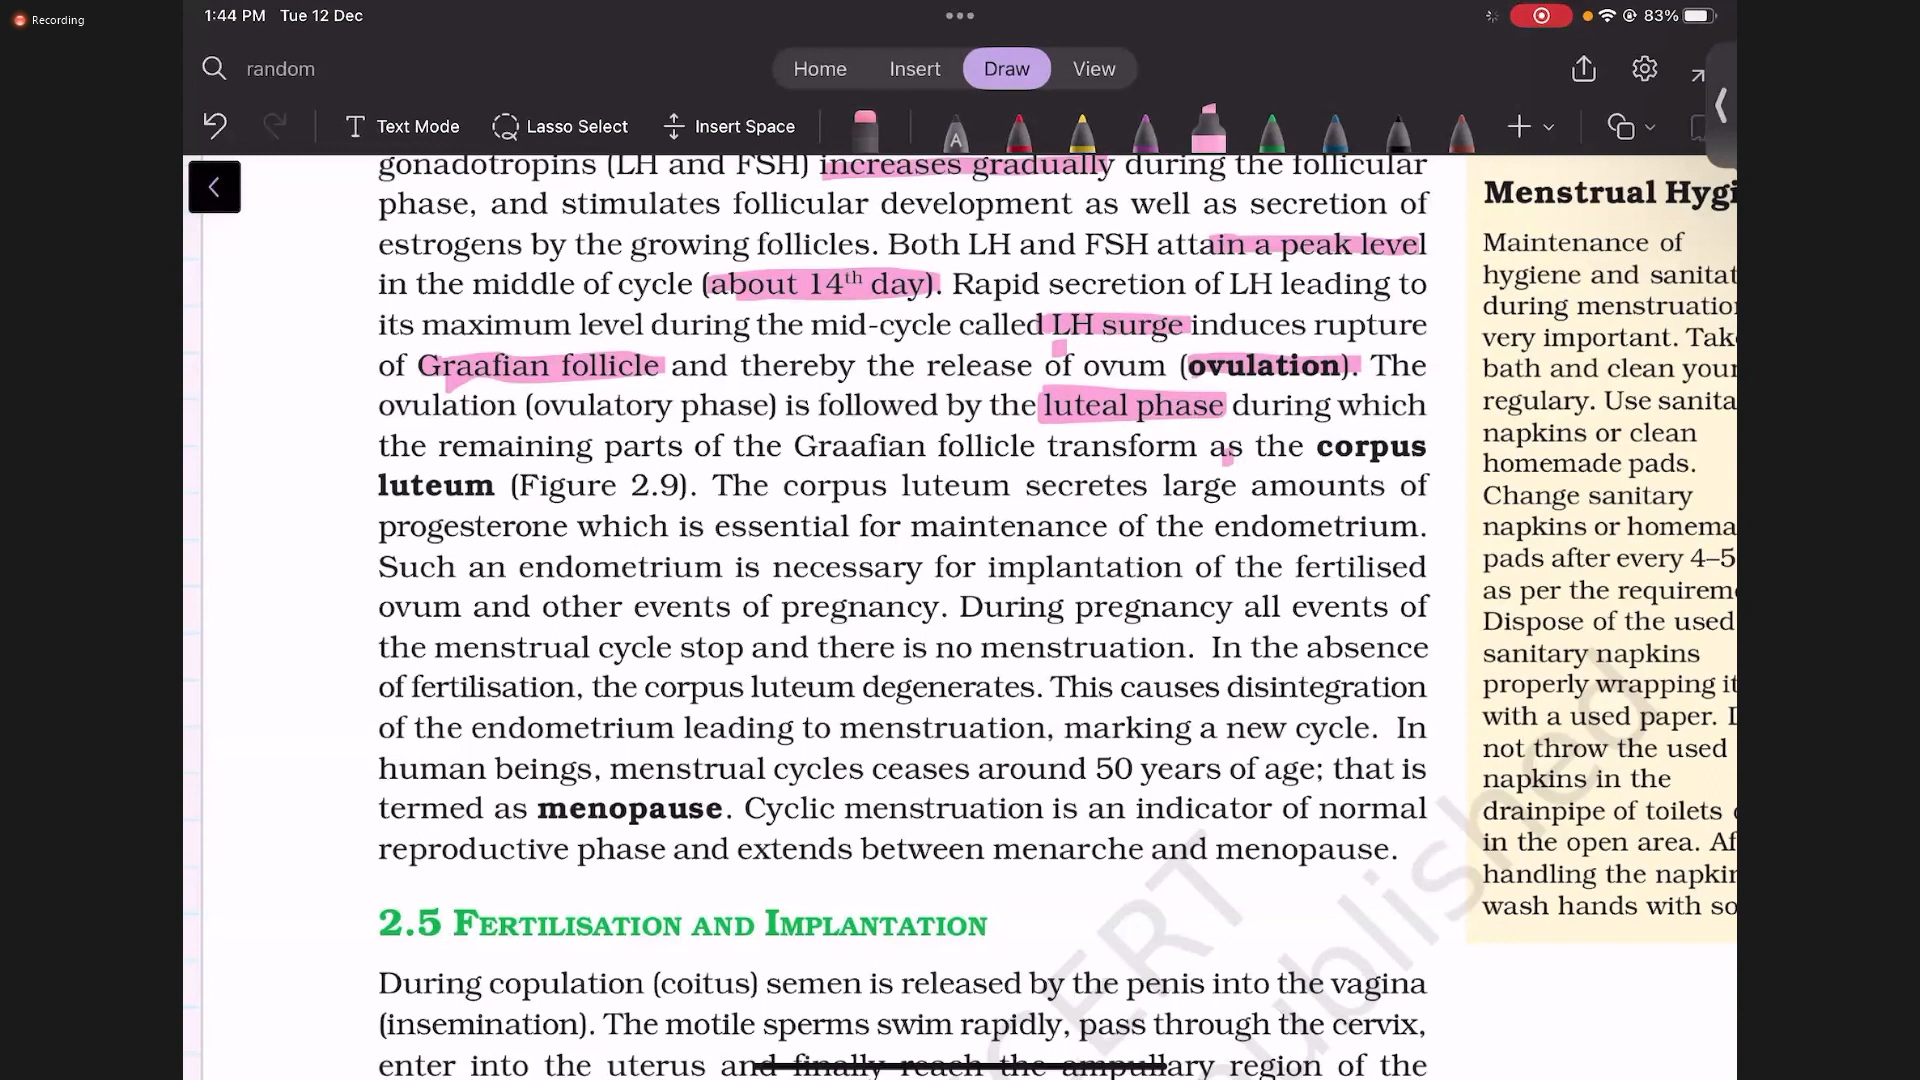 Recording
1:44 PM Tue 12 Dec
83%
random
Home Insert Draw View
Text Mode Lasso Select Insert Space
A
gonadotropins (LH and FSH) increases gradually during the follicular
phase, and stimulates follicular development as well as secretion of
estrogens by the growing follicles. Both LH and FSH attain a peak level
in the middle of cycle (about 14th day). Rapid secretion of LH leading to
its maximum level during the mid-cycle called LH surge induces rupture
of Graafian follicle and thereby the release of ovum (ovulation). The
ovulation (ovulatory phase) is followed by the luteal phase during which
the remaining parts of the Graafian follicle transform as the corpus
luteum (Figure 2.9). The corpus luteum secretes large amounts of
progesterone which is essential for maintenance of the endometrium.
Such an endometrium is necessary for implantation of the fertilised
ovum and other events of pregnancy. During pregnancy all events of
the menstrual cycle stop and there is no menstruation. In the absence
of fertilisation, the corpus luteum degenerates. This causes disintegration
of the endometrium leading to menstruation, marking a new cycle. In
human beings, menstrual cycles ceases around 50 years of age; that is
termed as menopause. Cyclic menstruation is an indicator of normal
reproductive phase and extends between menarche and menopause.
2.5 FERTILISATION AND IMPLANTATION
During copulation (coitus) semen is released by the penis into the vagina
(insemination). The motile sperms swim rapidly, pass through the cervix,
enter into the uterus and finally reach the ampullary region of the
Menstrual Hygi
Maintenance of
hygiene and sanitat
during menstruatio
very important. Tak
bath and clean your
regulary. Use sanita
napkins or clean
homemade pads.
Change sanitary
napkins or homema
pads after every 4–5
as per the requirem
Dispose of the used
sanitary napkins
properly wrapping it
with a used paper.
not throw the used
napkins in the
drainpipe of toilets
in the open area. Af
handling the napkin
wash hands with so
CERT
ublished